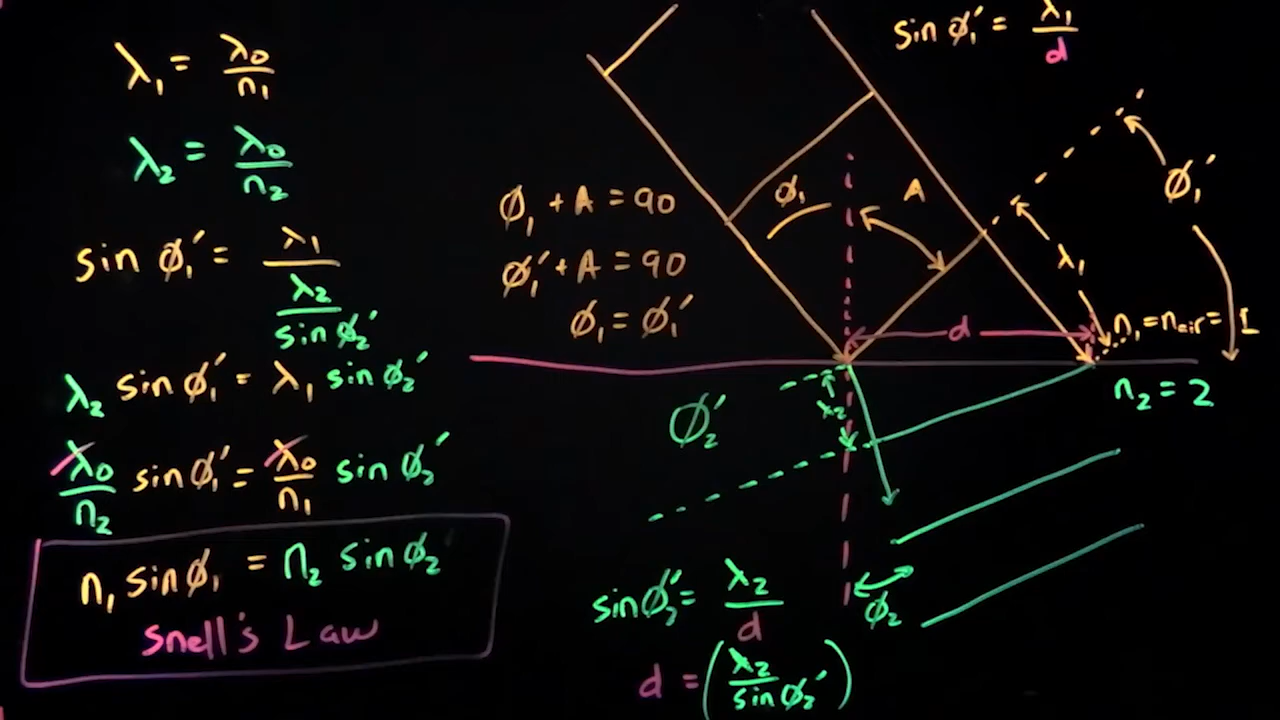 λ₁ = λ₀/n₁
λ₂ = λ₀/n₂
sin ϕ₁′ = λ₁/(λ₂/sin ϕ₂′)
λ₂ sin ϕ₁′ = λ₁ sin ϕ₂′
λ₀/n₂ sin ϕ₁′ = λ₀/n₁ sin ϕ₂′
n₁ sin ϕ₁ = n₂ sin ϕ₂
Snell's Law
ϕ₁ + A = 90
ϕ₁′ + A = 90
ϕ₁ = ϕ₁′
sin ϕ₁′ = λ₁/d
ϕ₁
A
λ₁
ϕ₁′
d
n₁ = nair = 1
n₂ = 2
ϕ₂′
λ₂
ϕ₂
sin ϕ₂′ = λ₂/d
d = (λ₂/sin ϕ₂′)